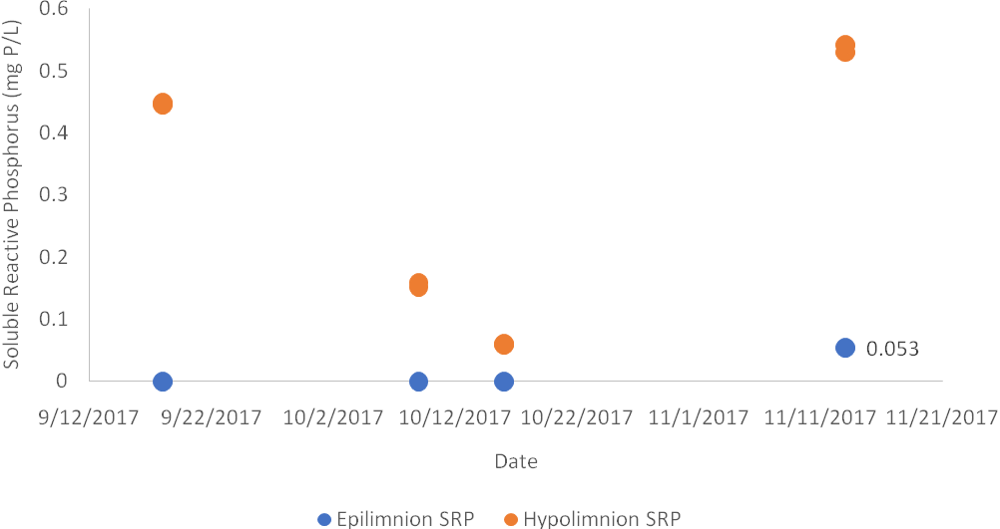 Soluble Reactive Phosphorus (mg P/L)
0.6
0.5
0.4
0.3
0.2
0.1
0
0.053
9/12/2017 9/22/2017 10/2/2017 10/12/2017 10/22/2017 11/1/2017 11/11/2017 11/21/2017
Date
Epilimnion SRP Hypolimnion SRP